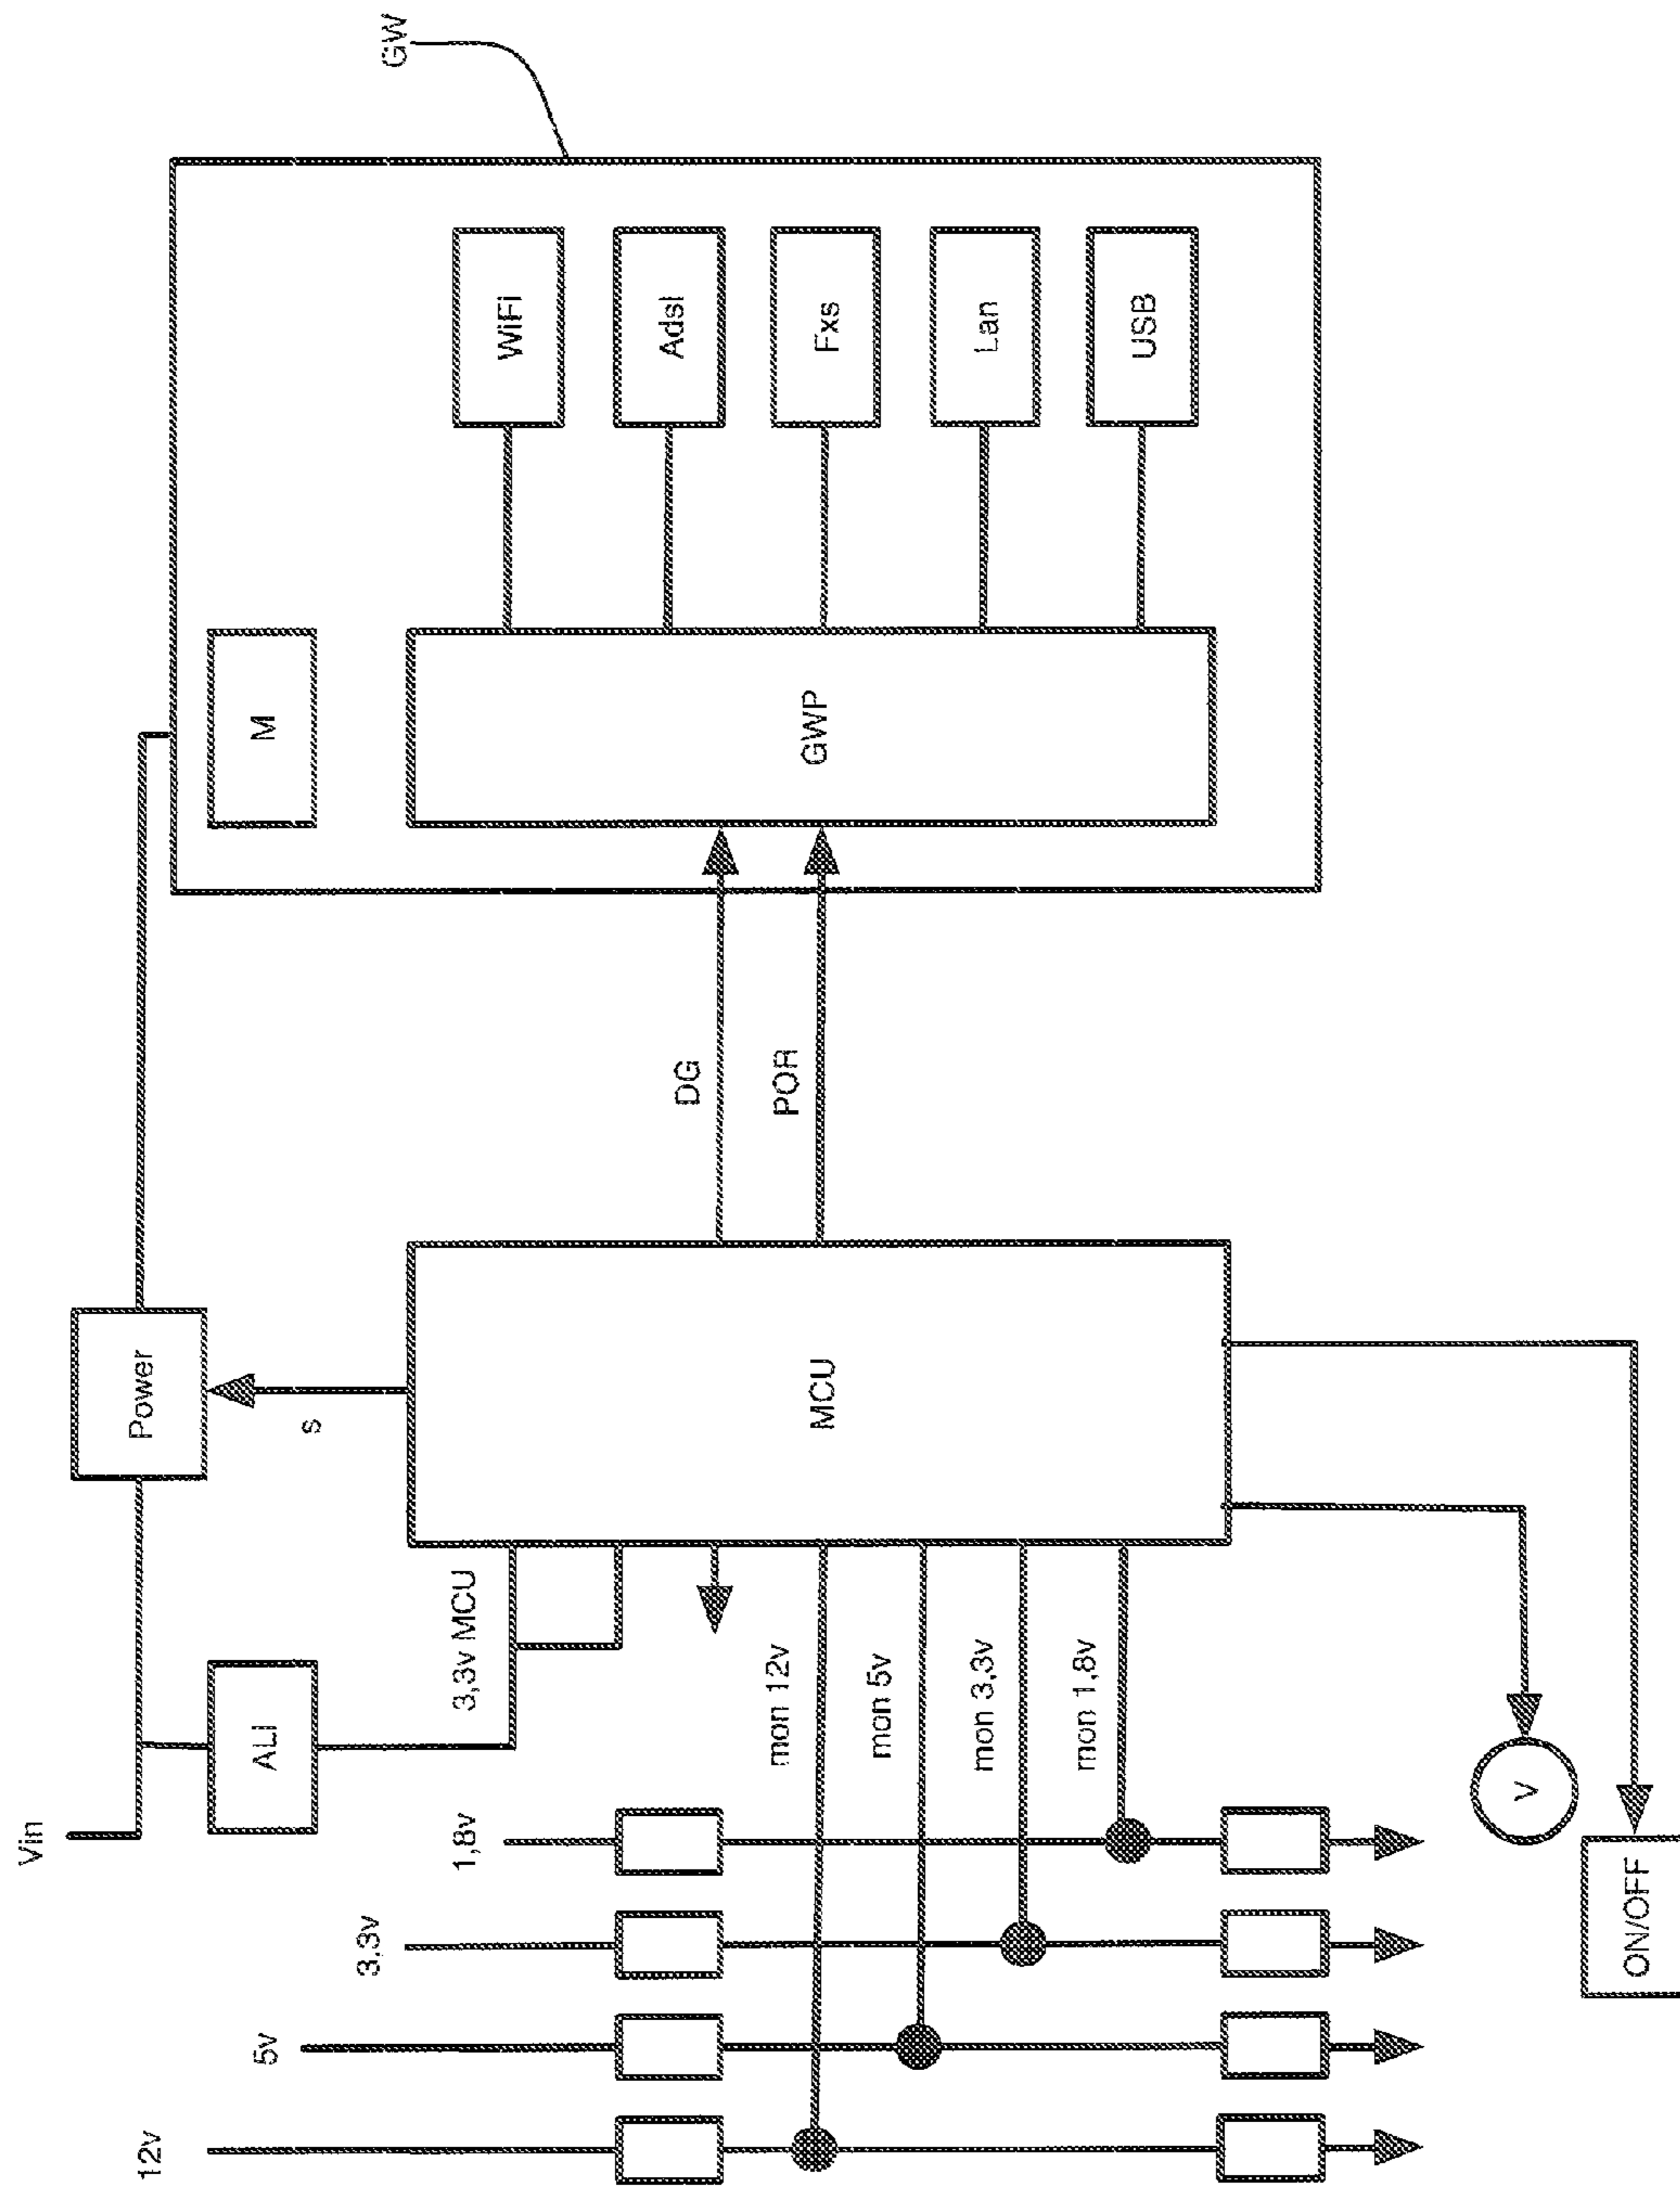 Vin
ALI
Power
s
3,3v MCU
12v
5v
3,3v
1,8v
mon 12v
mon 5v
mon 3,3v
mon 1,8v
MCU
V
ON/OFF
DG
POR
GW
M
GWP
WiFi
Adsl
Fxs
Lan
USB